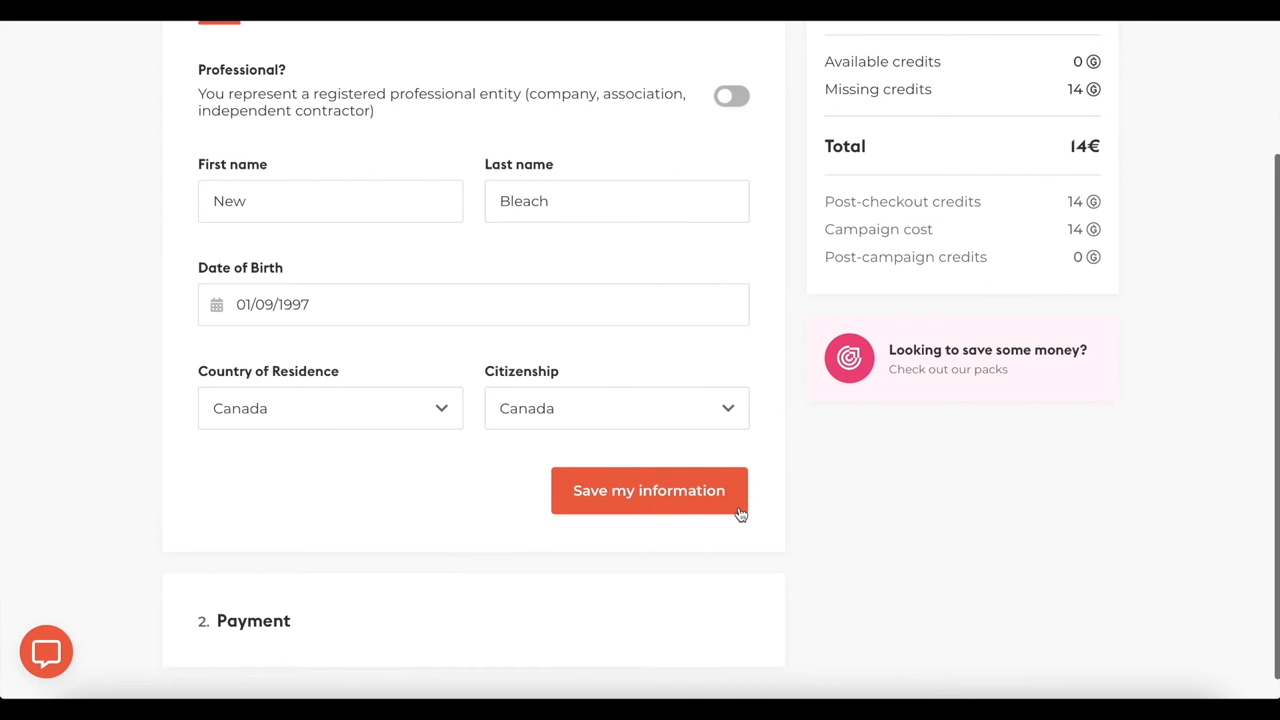 Professional?
You represent a registered professional entity (company, association,
independent contractor)
First name
Last name
New
Bleach
Date of Birth
01/09/1997
Country of Residence
Citizenship
Canada
Canada
Save my information
2. Payment
Available credits 0
Missing credits 14
Total 14€
Post-checkout credits 14
Campaign cost 14
Post-campaign credits 0
Looking to save some money?
Check out our packs